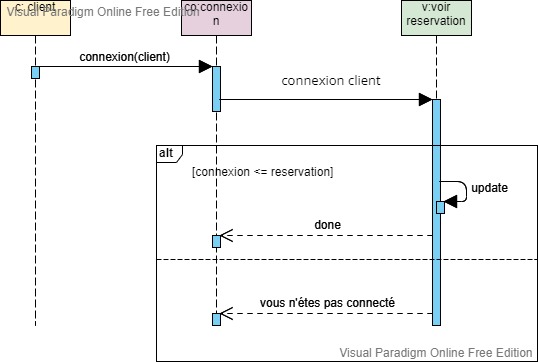 Visual Paradigm Online Free Edition
c: client
co:connexio
n
v:voir
reservation
connexion(client)
connexion client
alt
[connexion <= reservation]
update
done
vous n'étes pas connecté
Visual Paradigm Online Free Edition